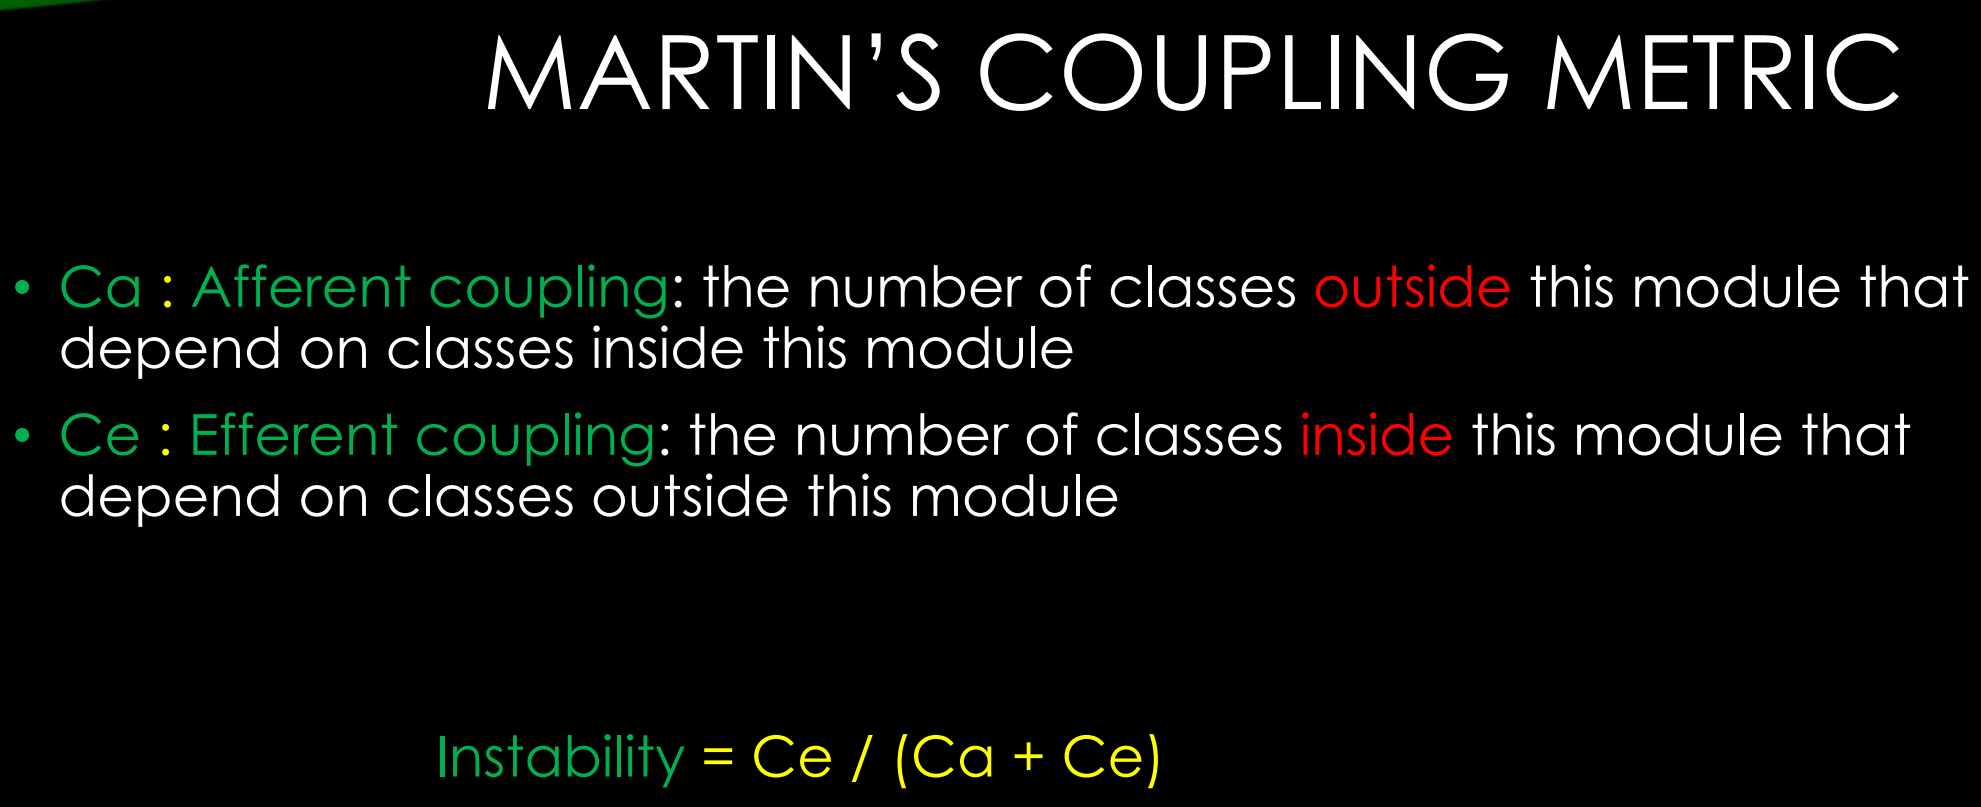 MARTIN'S COUPLING METRIC
• Ca : Afferent coupling: the number of classes outside this module that
depend on classes inside this module
• Ce : Efferent coupling: the number of classes inside this module that
depend on classes outside this module
Instability = Ce / (Ca + Ce)